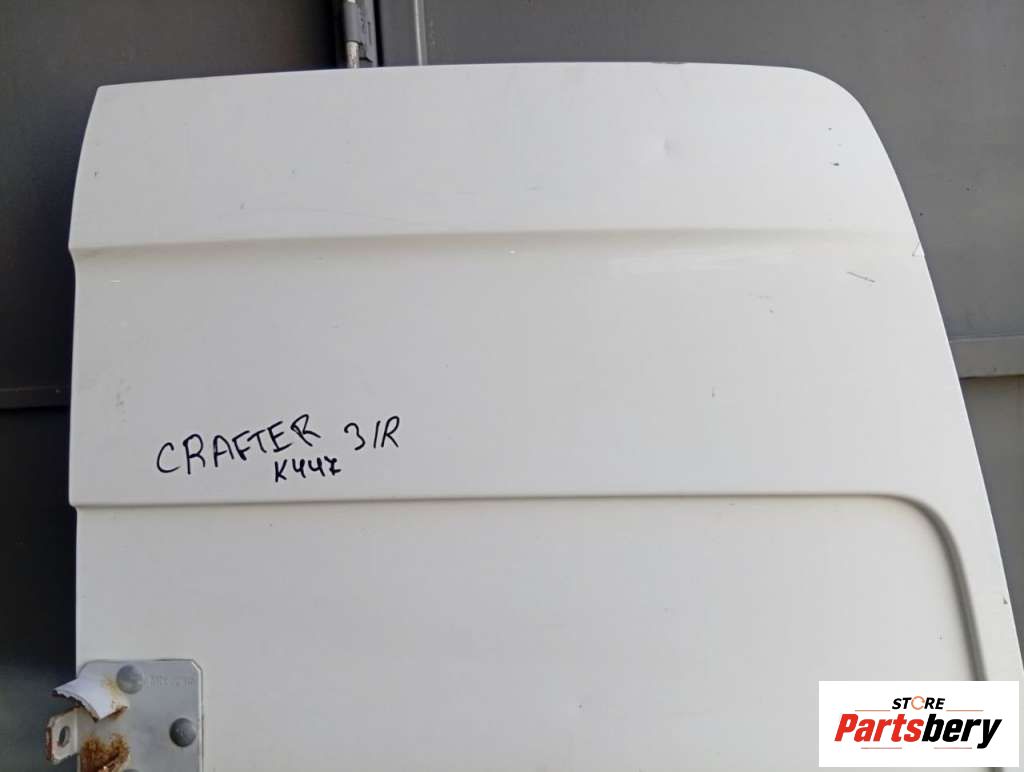 CRAFTER 3/R
K447
STORE
Partsbery